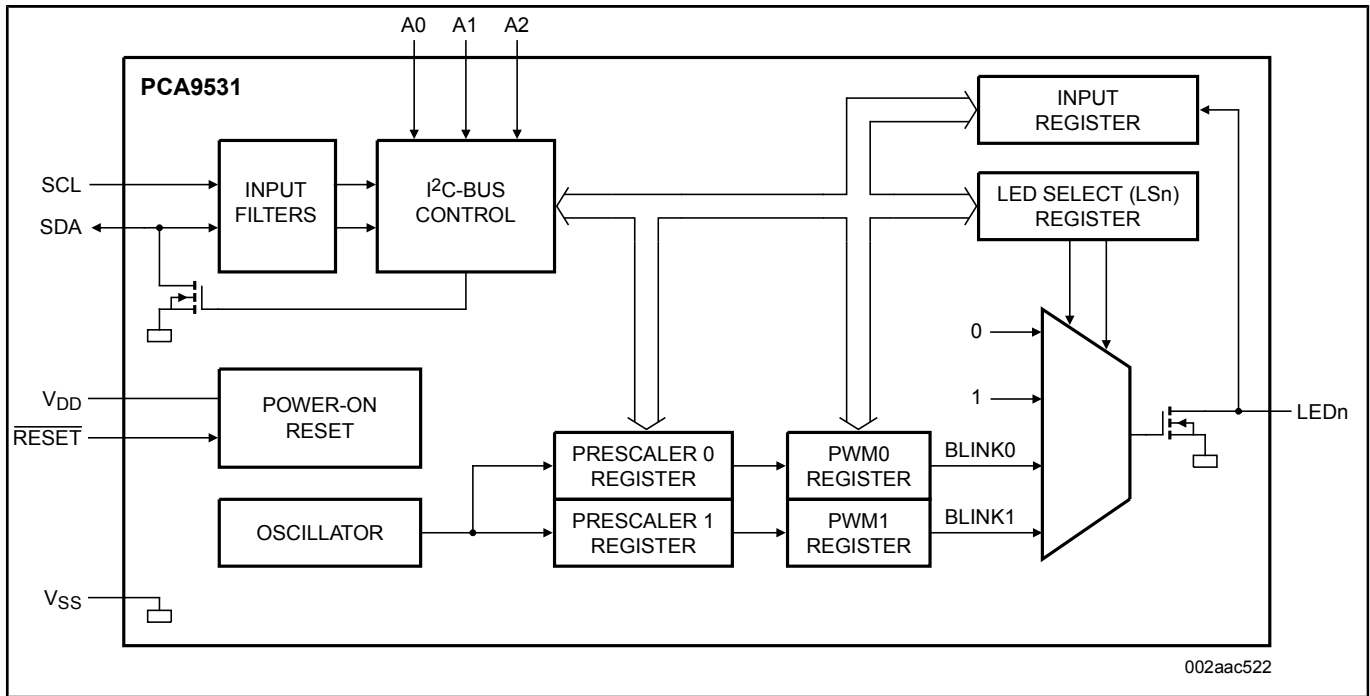 A0 A1 A2
PCA9531
INPUT
REGISTER
SCL
SDA
INPUT
FILTERS
I²C-BUS
CONTROL
LED SELECT (LSn)
REGISTER
0
1
VDD
RESET
POWER-ON
RESET
LEDn
PRESCALER 0
REGISTER
PWM0
REGISTER
BLINK0
OSCILLATOR
PRESCALER 1
REGISTER
PWM1
REGISTER
BLINK1
VSS
002aac522